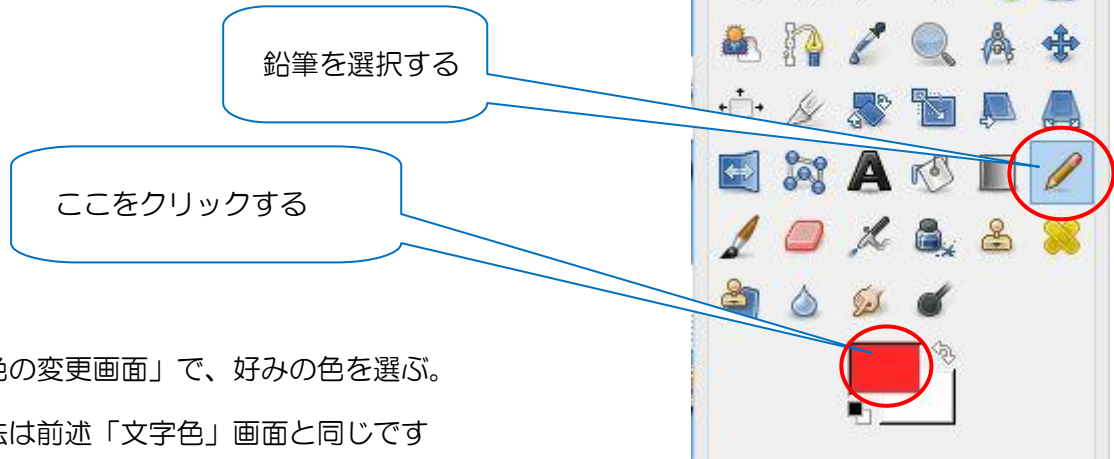 鉛筆を選択する
ここをクリックする
の変更画面」で、好みの色を選ぶ。
は前述「文字色」画面と同じです